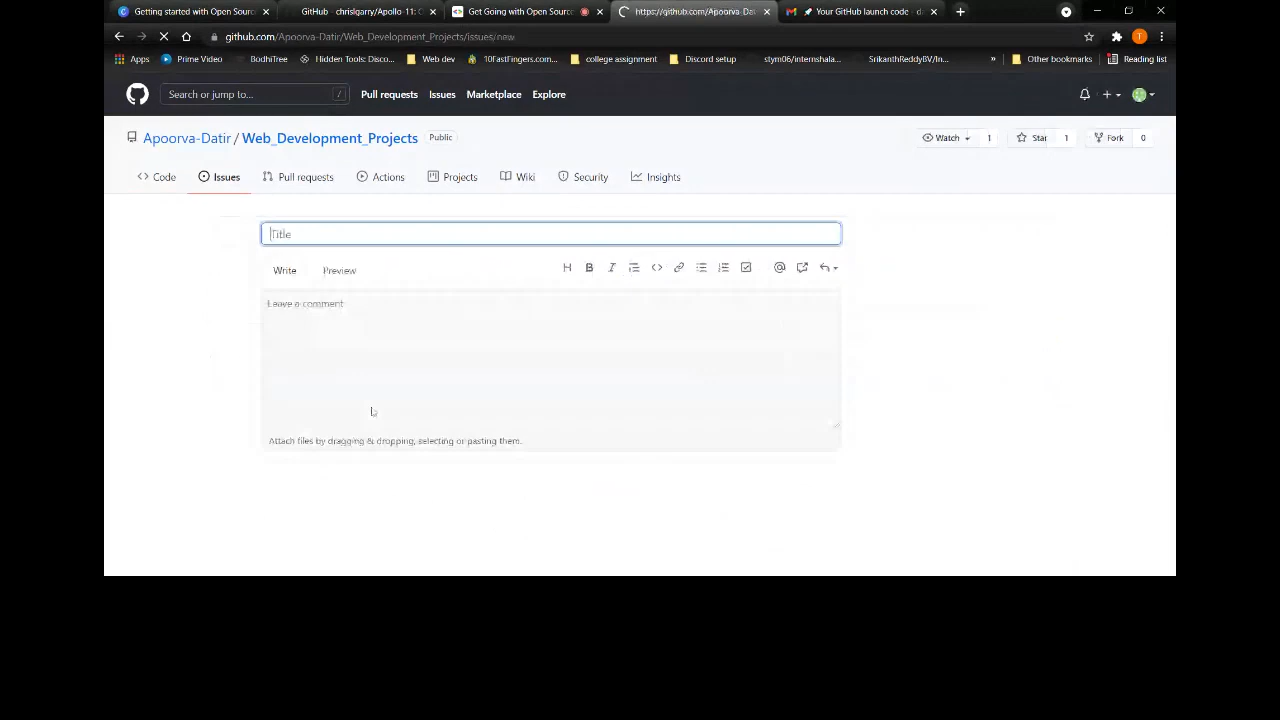 Getting started with Open Sourc
GitHub - chrislgarry/Apollo-11: C
Get Going with Open Sourc
https://github.com/Apoorva-Dat
Your GitHub launch code - d
github.com/Apoorva-Datir/Web_Development_Projects/issues/new
Apps Prime Video BodhiTree Hidden Tools: Disco... Web dev 10FastFingers.com... college assignment Discord setup stym06/internshala... SrikanthReddyBV/In... » Other bookmarks Reading list
Search or jump to... / Pull requests Issues Marketplace Explore
Apoorva-Datir / Web_Development_Projects Public Watch 1 Star 1 Fork 0
Code Issues Pull requests Actions Projects Wiki Security Insights
Title
Write Preview
Leave a comment
Attach files by dragging & dropping, selecting or pasting them.